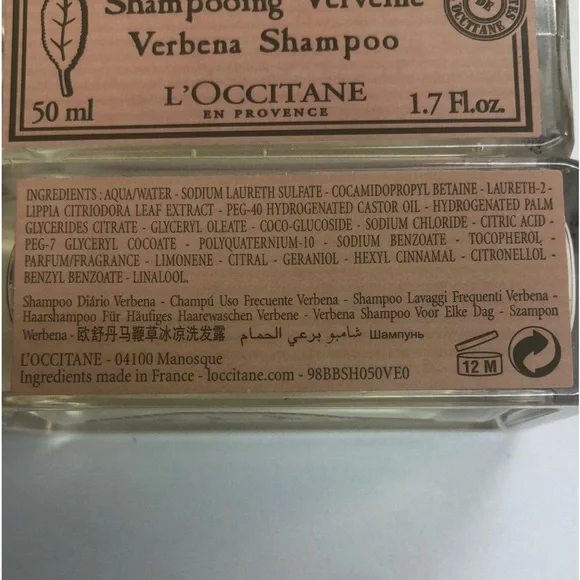 Shampooing Verveine
Verbena Shampoo
DE
OCCITANE
50 ml
L'OCCITANE
EN PROVENCE
1.7 Fl.oz.
INGREDIENTS : AQUA/WATER - SODIUM LAURETH SULFATE - COCAMIDOPROPYL BETAINE - LAURETH-2-
LIPPIA CITRIODORA LEAF EXTRACT - PEG-40 HYDROGENATED CASTOR OIL - HYDROGENATED PALM
GLYCERIDES CITRATE - GLYCERYL OLEATE - COCO-GLUCOSIDE - SODIUM CHLORIDE - CITRIC ACID -
PEG-7 GLYCERYL COCOATE - POLYQUATERNIUM-10 - SODIUM BENZOATE - TOCOPHEROL -
PARFUM/FRAGRANCE - LIMONENE - CITRAL - GERANIOL - HEXYL CINNAMAL - CITRONELLOL -
BENZYL BENZOATE - LINALOOL.
Shampoo Diário Verbena - Champú Uso Frecuente Verbena - Shampoo Lavaggi Frequenti Verbena -
Haarshampoo Für Häufiges Haarewaschen Verbene - Verbena Shampoo Voor Elke Dag - Szampon
Werbena - 欧舒丹马鞭草冰凉洗发露 شامبو برعي الحمام Шампунь
L'OCCITANE - 04100 Manosque
Ingredients made in France - loccitane.com - 98BBSH050VE0
12 M